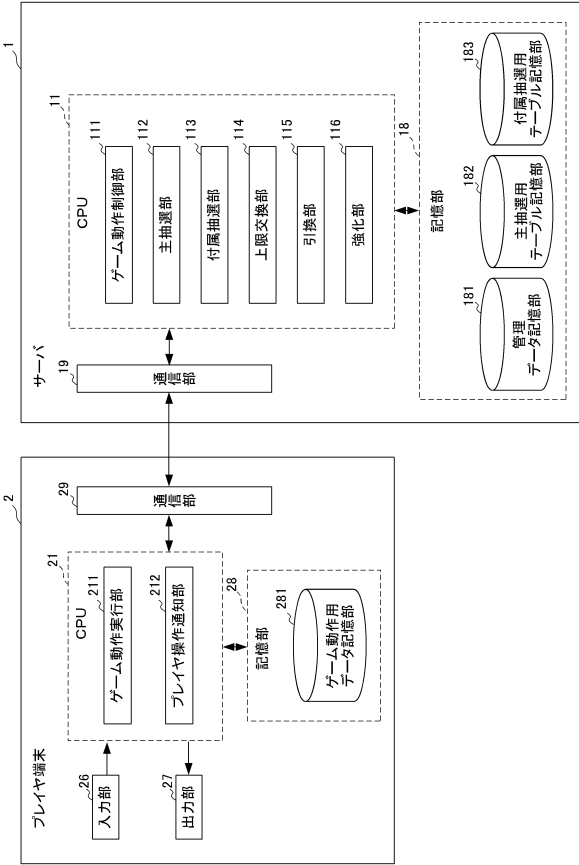 プレイヤ端末
2
CPU
21
ゲーム動作実行部
211
プレイヤ操作通知部
212
入力部
26
出力部
27
記憶部
28
ゲーム動作用
データ記憶部
281
通信部
29
サーバ
1
通信部
19
CPU
11
ゲーム動作制御部
111
主抽選部
112
付属抽選部
113
上限交換部
114
引換部
115
強化部
116
記憶部
18
管理
データ記憶部
181
主抽選用
テーブル記憶部
182
付属抽選用
テーブル記憶部
183